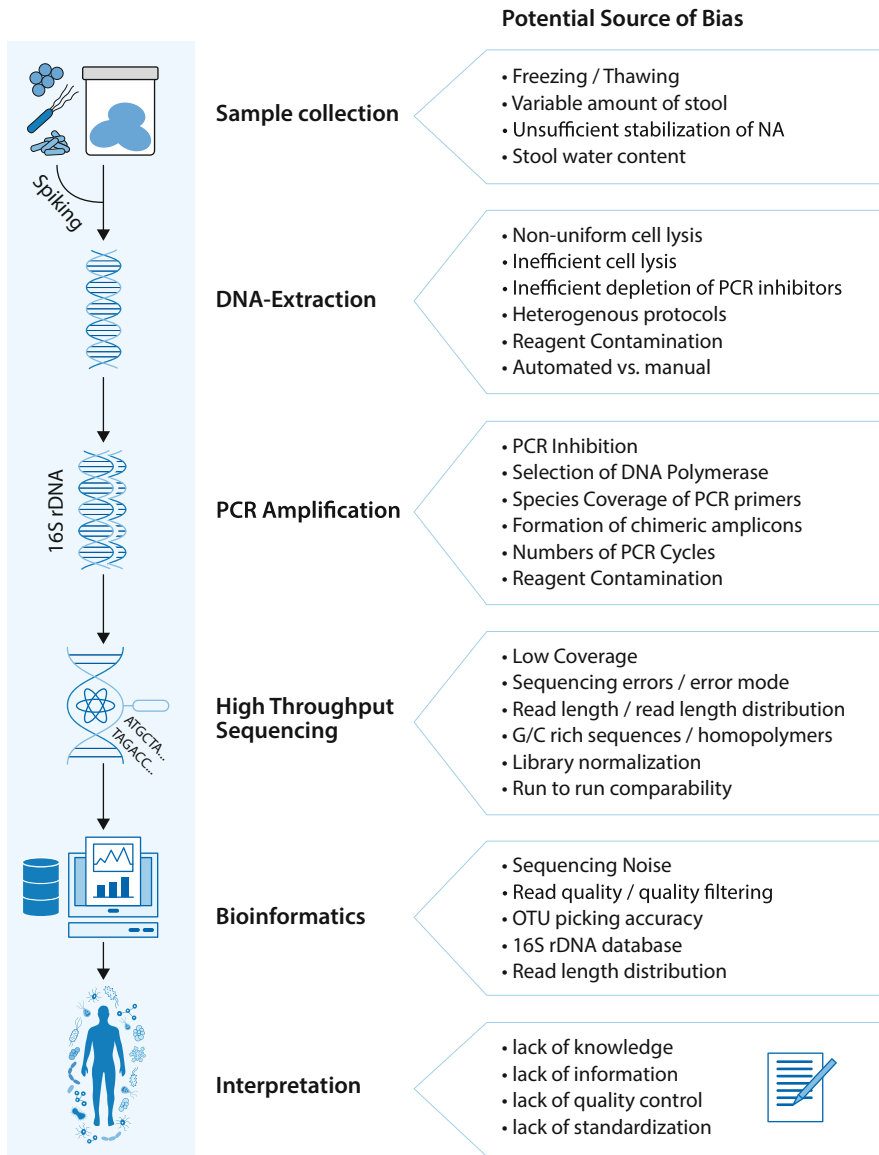 Potential Source of Bias
Sample collection
• Freezing / Thawing
• Variable amount of stool
• Unsufficient stabilization of NA
• Stool water content
Spiking
DNA-Extraction
• Non-uniform cell lysis
• Inefficient cell lysis
• Inefficient depletion of PCR inhibitors
• Heterogenous protocols
• Reagent Contamination
• Automated vs. manual
16S rDNA
PCR Amplification
• PCR Inhibition
• Selection of DNA Polymerase
• Species Coverage of PCR primers
• Formation of chimeric amplicons
• Numbers of PCR Cycles
• Reagent Contamination
ATGCTA...
TAGACC...
High Throughput
Sequencing
• Low Coverage
• Sequencing errors / error mode
• Read length / read length distribution
• G/C rich sequences / homopolymers
• Library normalization
• Run to run comparability
Bioinformatics
• Sequencing Noise
• Read quality / quality filtering
• OTU picking accuracy
• 16S rDNA database
• Read length distribution
Interpretation
• lack of knowledge
• lack of information
• lack of quality control
• lack of standardization